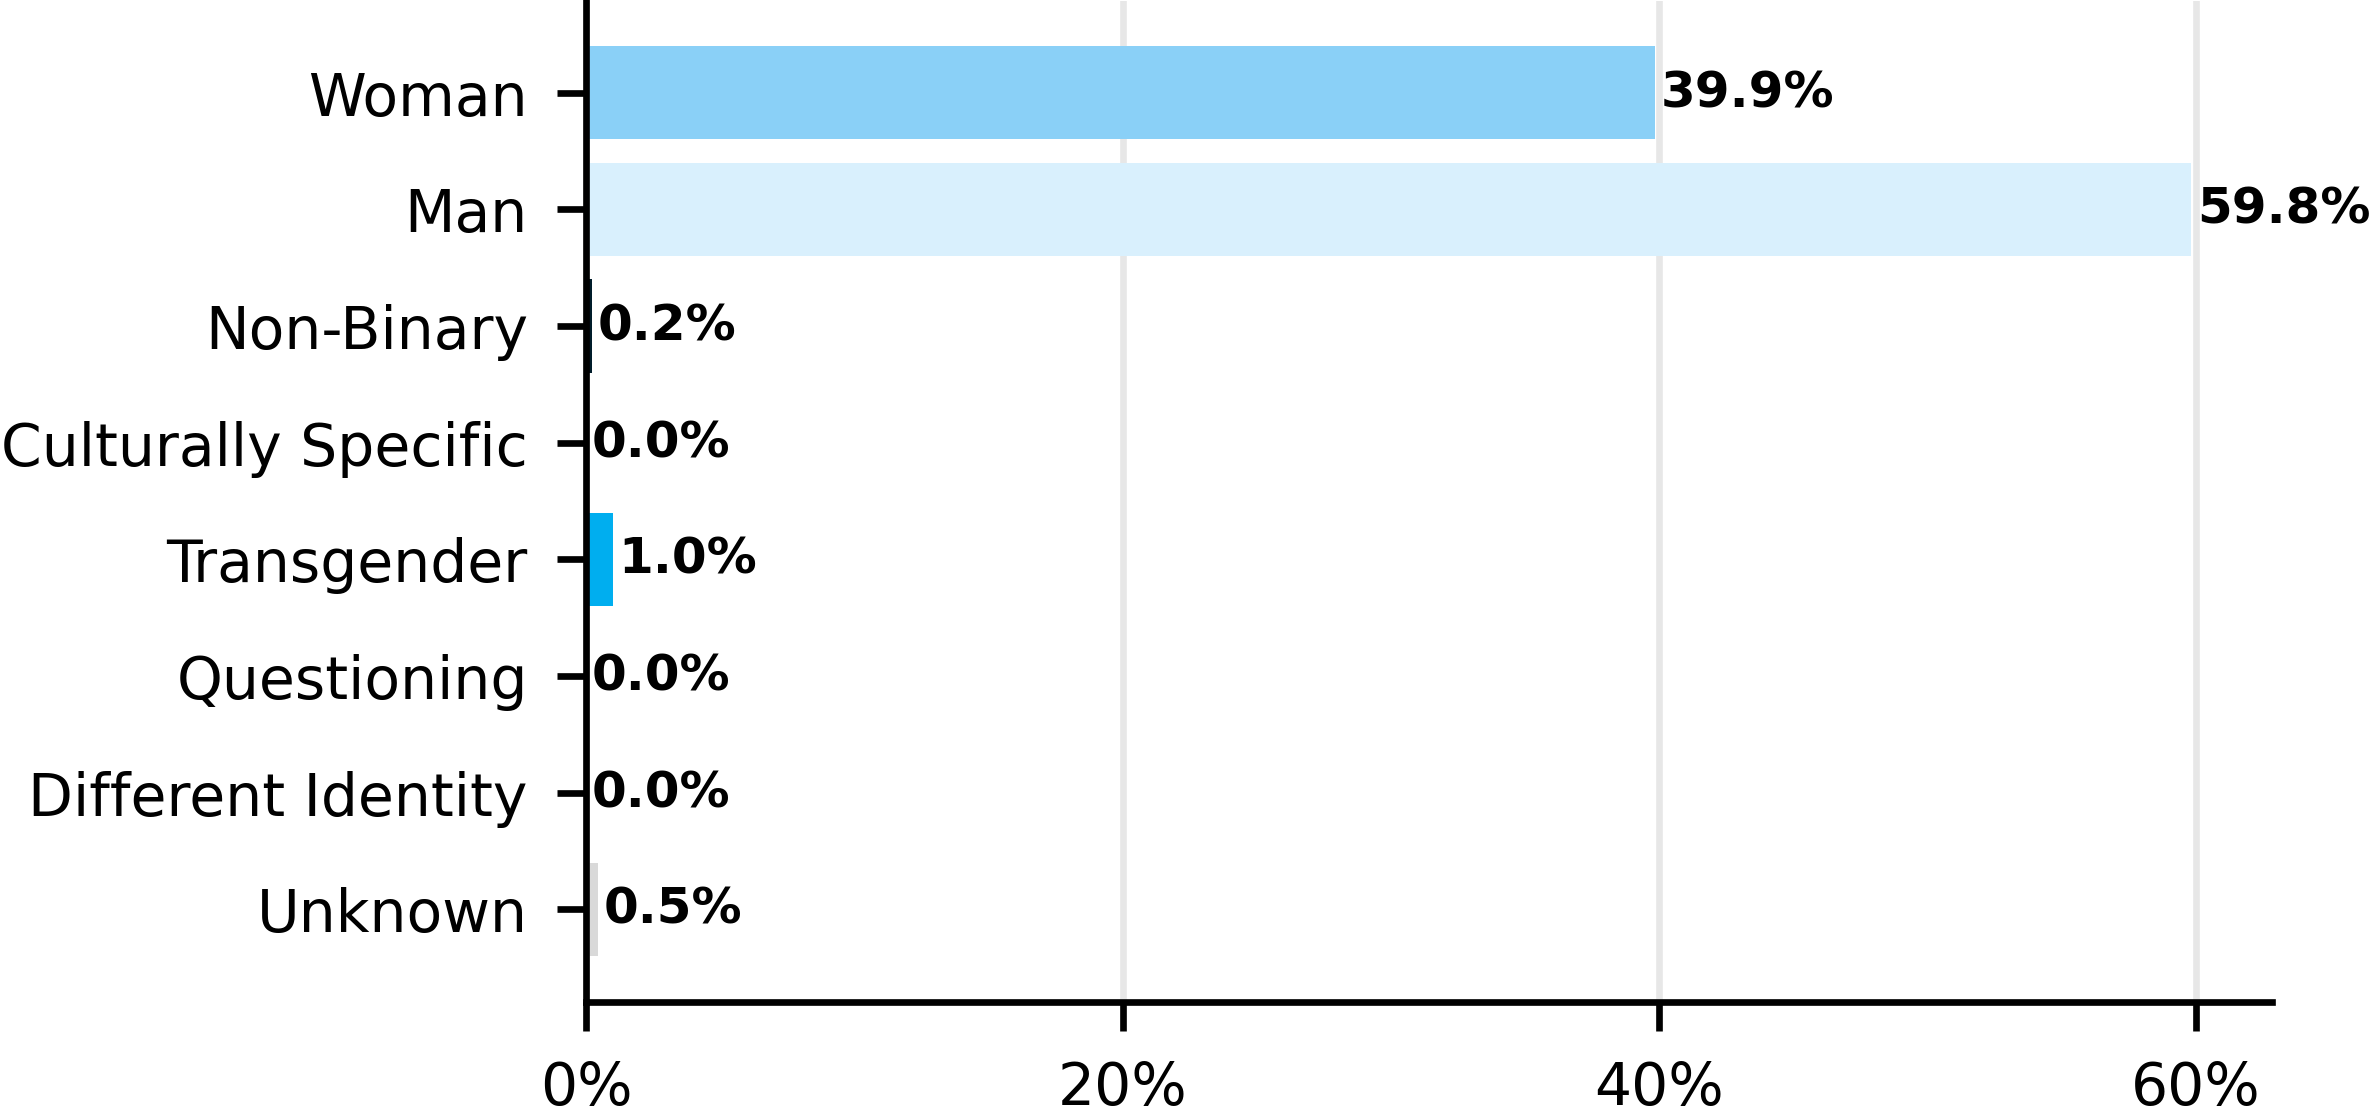 Woman 39.9%
Man 59.8%
Non-Binary 0.2%
Culturally Specific 0.0%
Transgender 1.0%
Questioning 0.0%
Different Identity 0.0%
Unknown 0.5%
0% 20% 40% 60%